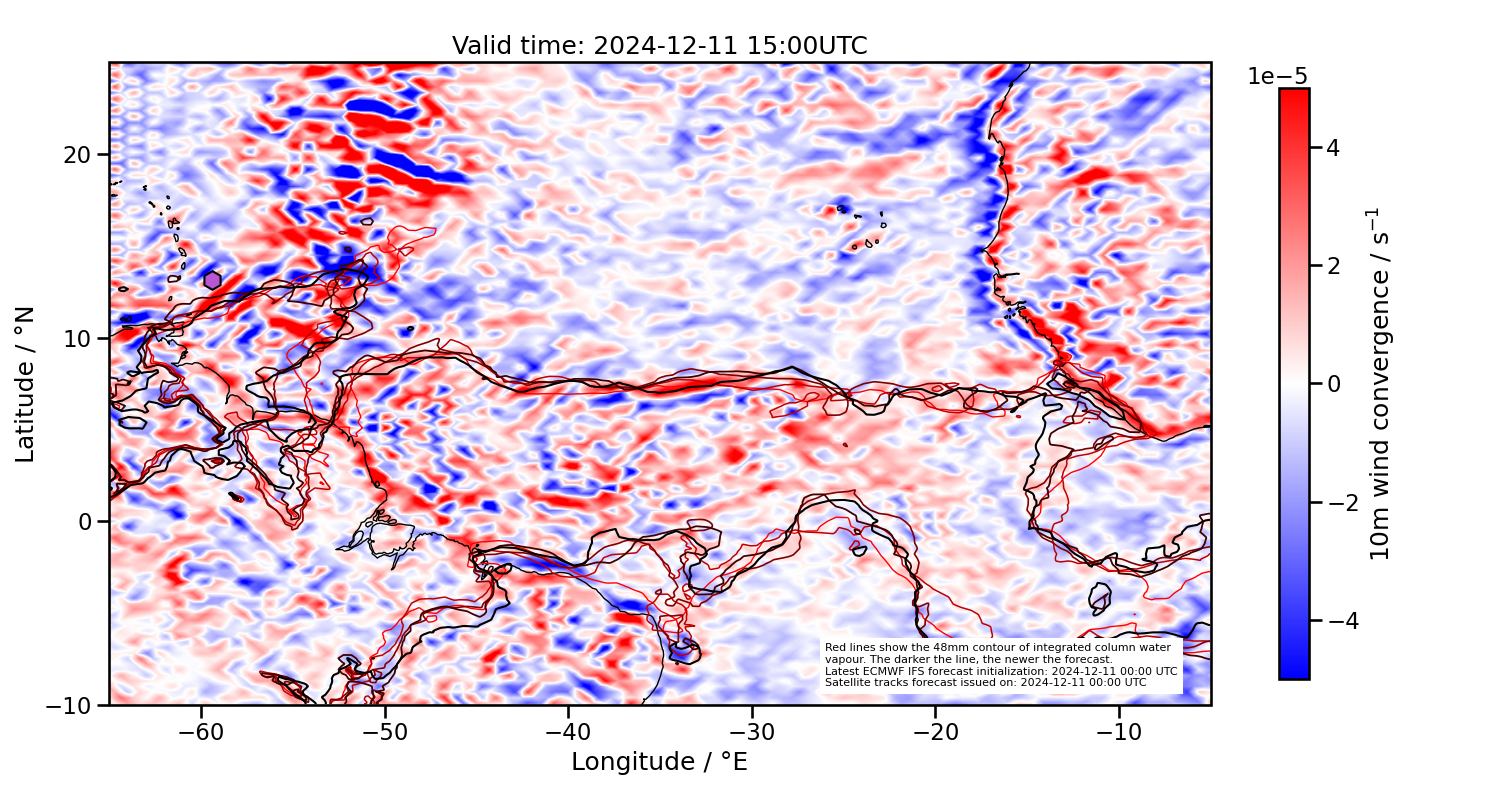 Valid time: 2024-12-11 15:00UTC
1e−5
20
10
0
−10
−60
−50
−40
−30
−20
−10
Longitude / °E
Latitude / °N
4
2
0
−2
−4
10m wind convergence / s⁻¹
Red lines show the 48mm contour of integrated column water
vapour. The darker the line, the newer the forecast.
Latest ECMWF IFS forecast initialization: 2024-12-11 00:00 UTC
Satellite tracks forecast issued on: 2024-12-11 00:00 UTC